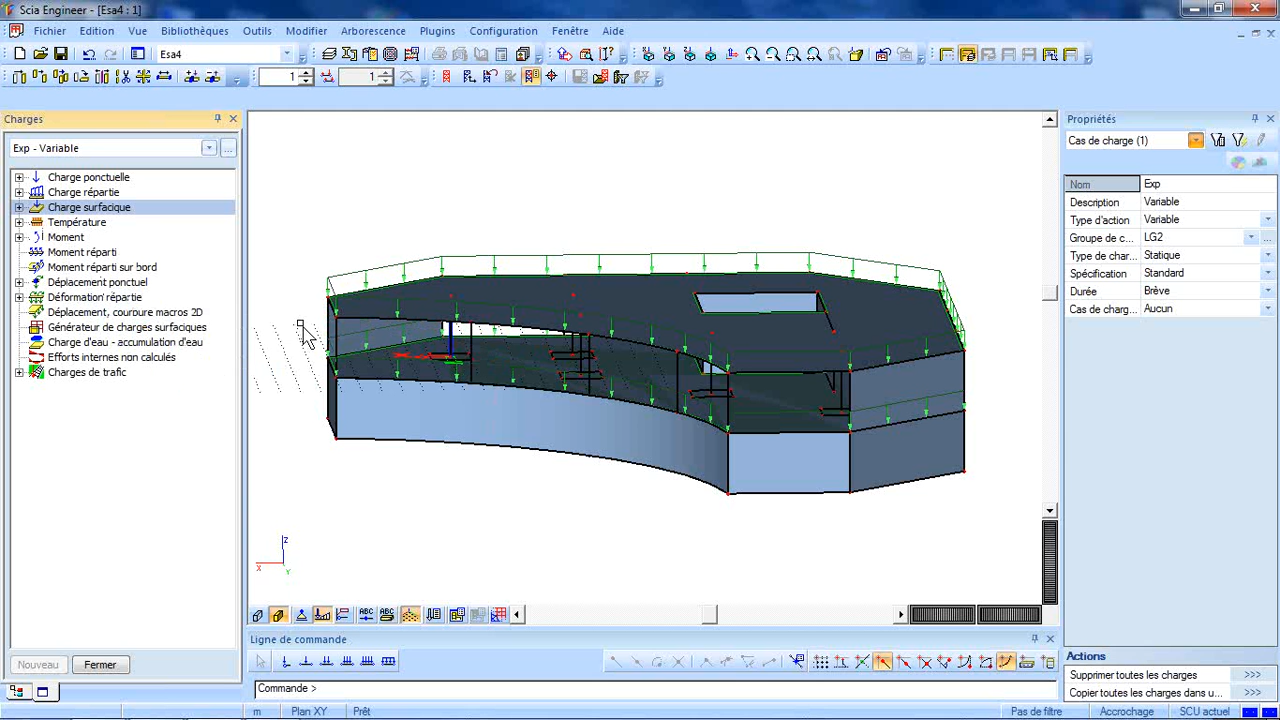 Scia Engineer - [Esa4 : 1]
Fichier Edition Vue Bibliothèques Outils Modifier Arborescence Plugins Configuration Fenêtre Aide
Esa4
1 1
Charges
Exp - Variable
Charge ponctuelle
Charge répartie
Charge surfacique
Température
Moment
Moment réparti
Moment réparti sur bord
Déplacement ponctuel
Déformation répartie
Déplacement, couroure macros 2D
Générateur de charges surfaciques
Charge d'eau - accumulation d'eau
Efforts internes non calculés
Charges de trafic
Nouveau Fermer
Z
X
Y
ABC ABC
Ligne de commande
Commande >
Propriétés
Cas de charge (1)
Nom Exp
Description Variable
Type d'action Variable
Groupe de c... LG2
Type de char... Statique
Spécification Standard
Durée Brève
Cas de charg... Aucun
Actions
Supprimer toutes les charges >>>
Copier toutes les charges dans u... >>>
m Plan XY Prêt Pas de filtre Accrochage SCU actuel